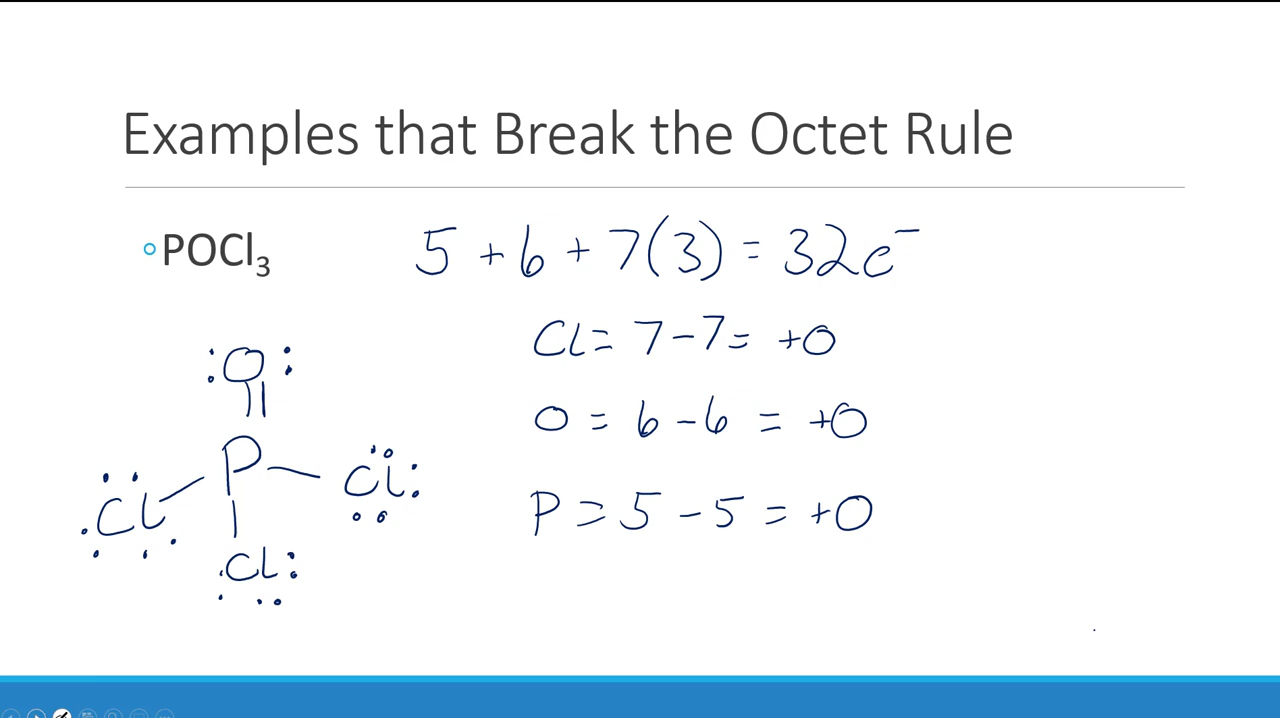 Examples that Break the Octet Rule
◦POCl₃ 5 + 6 + 7(3) = 32e⁻
Cl = 7 - 7 = +0
O = 6 - 6 = +0
P = 5 - 5 = +0
O
P
Cl Cl
Cl